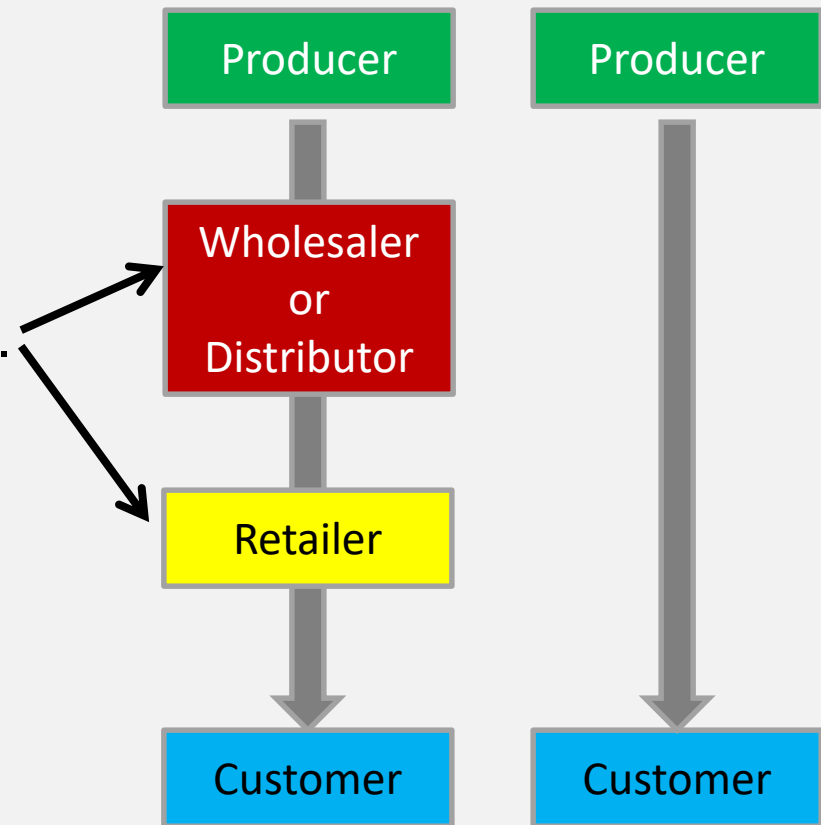 Producer
Producer
Wholesaler
or
Distributor
.
Retailer
Customer
Customer